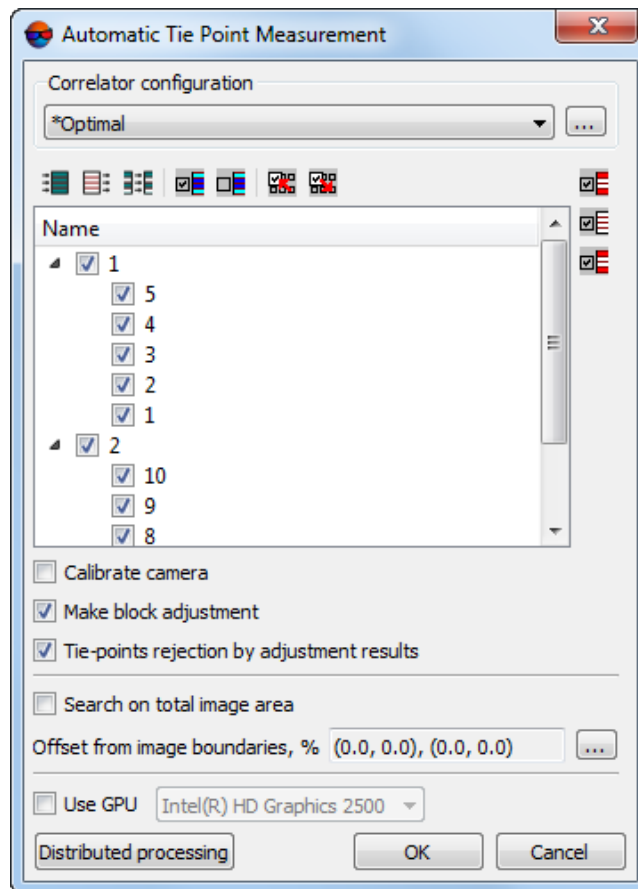 Automatic Tie Point Measurement
Correlator configuration
*Optimal
...
Name
1
5
4
3
2
1
2
10
9
8
Calibrate camera
Make block adjustment
Tie-points rejection by adjustment results
Search on total image area
Offset from image boundaries, % (0.0, 0.0), (0.0, 0.0) ...
Use GPU Intel(R) HD Graphics 2500
Distributed processing OK Cancel